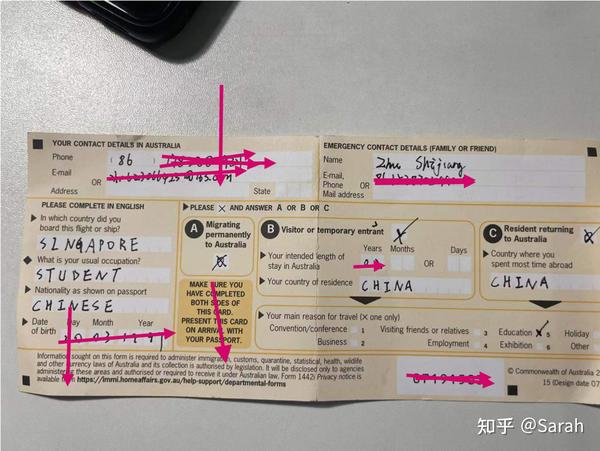 YOUR CONTACT DETAILS IN AUSTRALIA
Phone ( 86 )
E-mail
OR
Address State
EMERGENCY CONTACT DETAILS (FAMILY OR FRIEND)
Name Zhu Shijiang
E-mail,
Phone OR
Mail address
PLEASE COMPLETE IN ENGLISH
In which country did you
board this flight or ship?
SINGAPORE
What is your usual occupation?
STUDENT
Nationality as shown on passport
CHINESE
Date of birth Day Month Year
PLEASE X AND ANSWER A OR B OR C
A Migrating
permanently
to Australia
X
MAKE SURE YOU
HAVE COMPLETED
BOTH SIDES OF
THIS CARD.
PRESENT THIS CARD
ON ARRIVAL WITH
YOUR PASSPORT.
B Visitor or temporary entrant X
Years Months Days
Your intended length of
stay in Australia OR
Your country of residence CHINA
C Resident returning
to Australia X
Country where you
spent most time abroad
CHINA
Your main reason for travel (X one only)
Convention/conference 1 Visiting friends or relatives 3 Education X 5 Holiday
Business 2 Employment 4 Exhibition 6 Other
Information sought on this form is required to administer immigration, customs, quarantine, statistical, health, wildlife
and other currency laws of Australia and its collection is authorised by legislation. It will be disclosed only to agencies
administering these areas and authorised or required to receive it under Australian law. Form 1442i Privacy notice is
available from https://immi.homeaffairs.gov.au/help-support/departmental-forms
© Commonwealth of Australia 2
15 (Design date 07
知乎 @Sarah